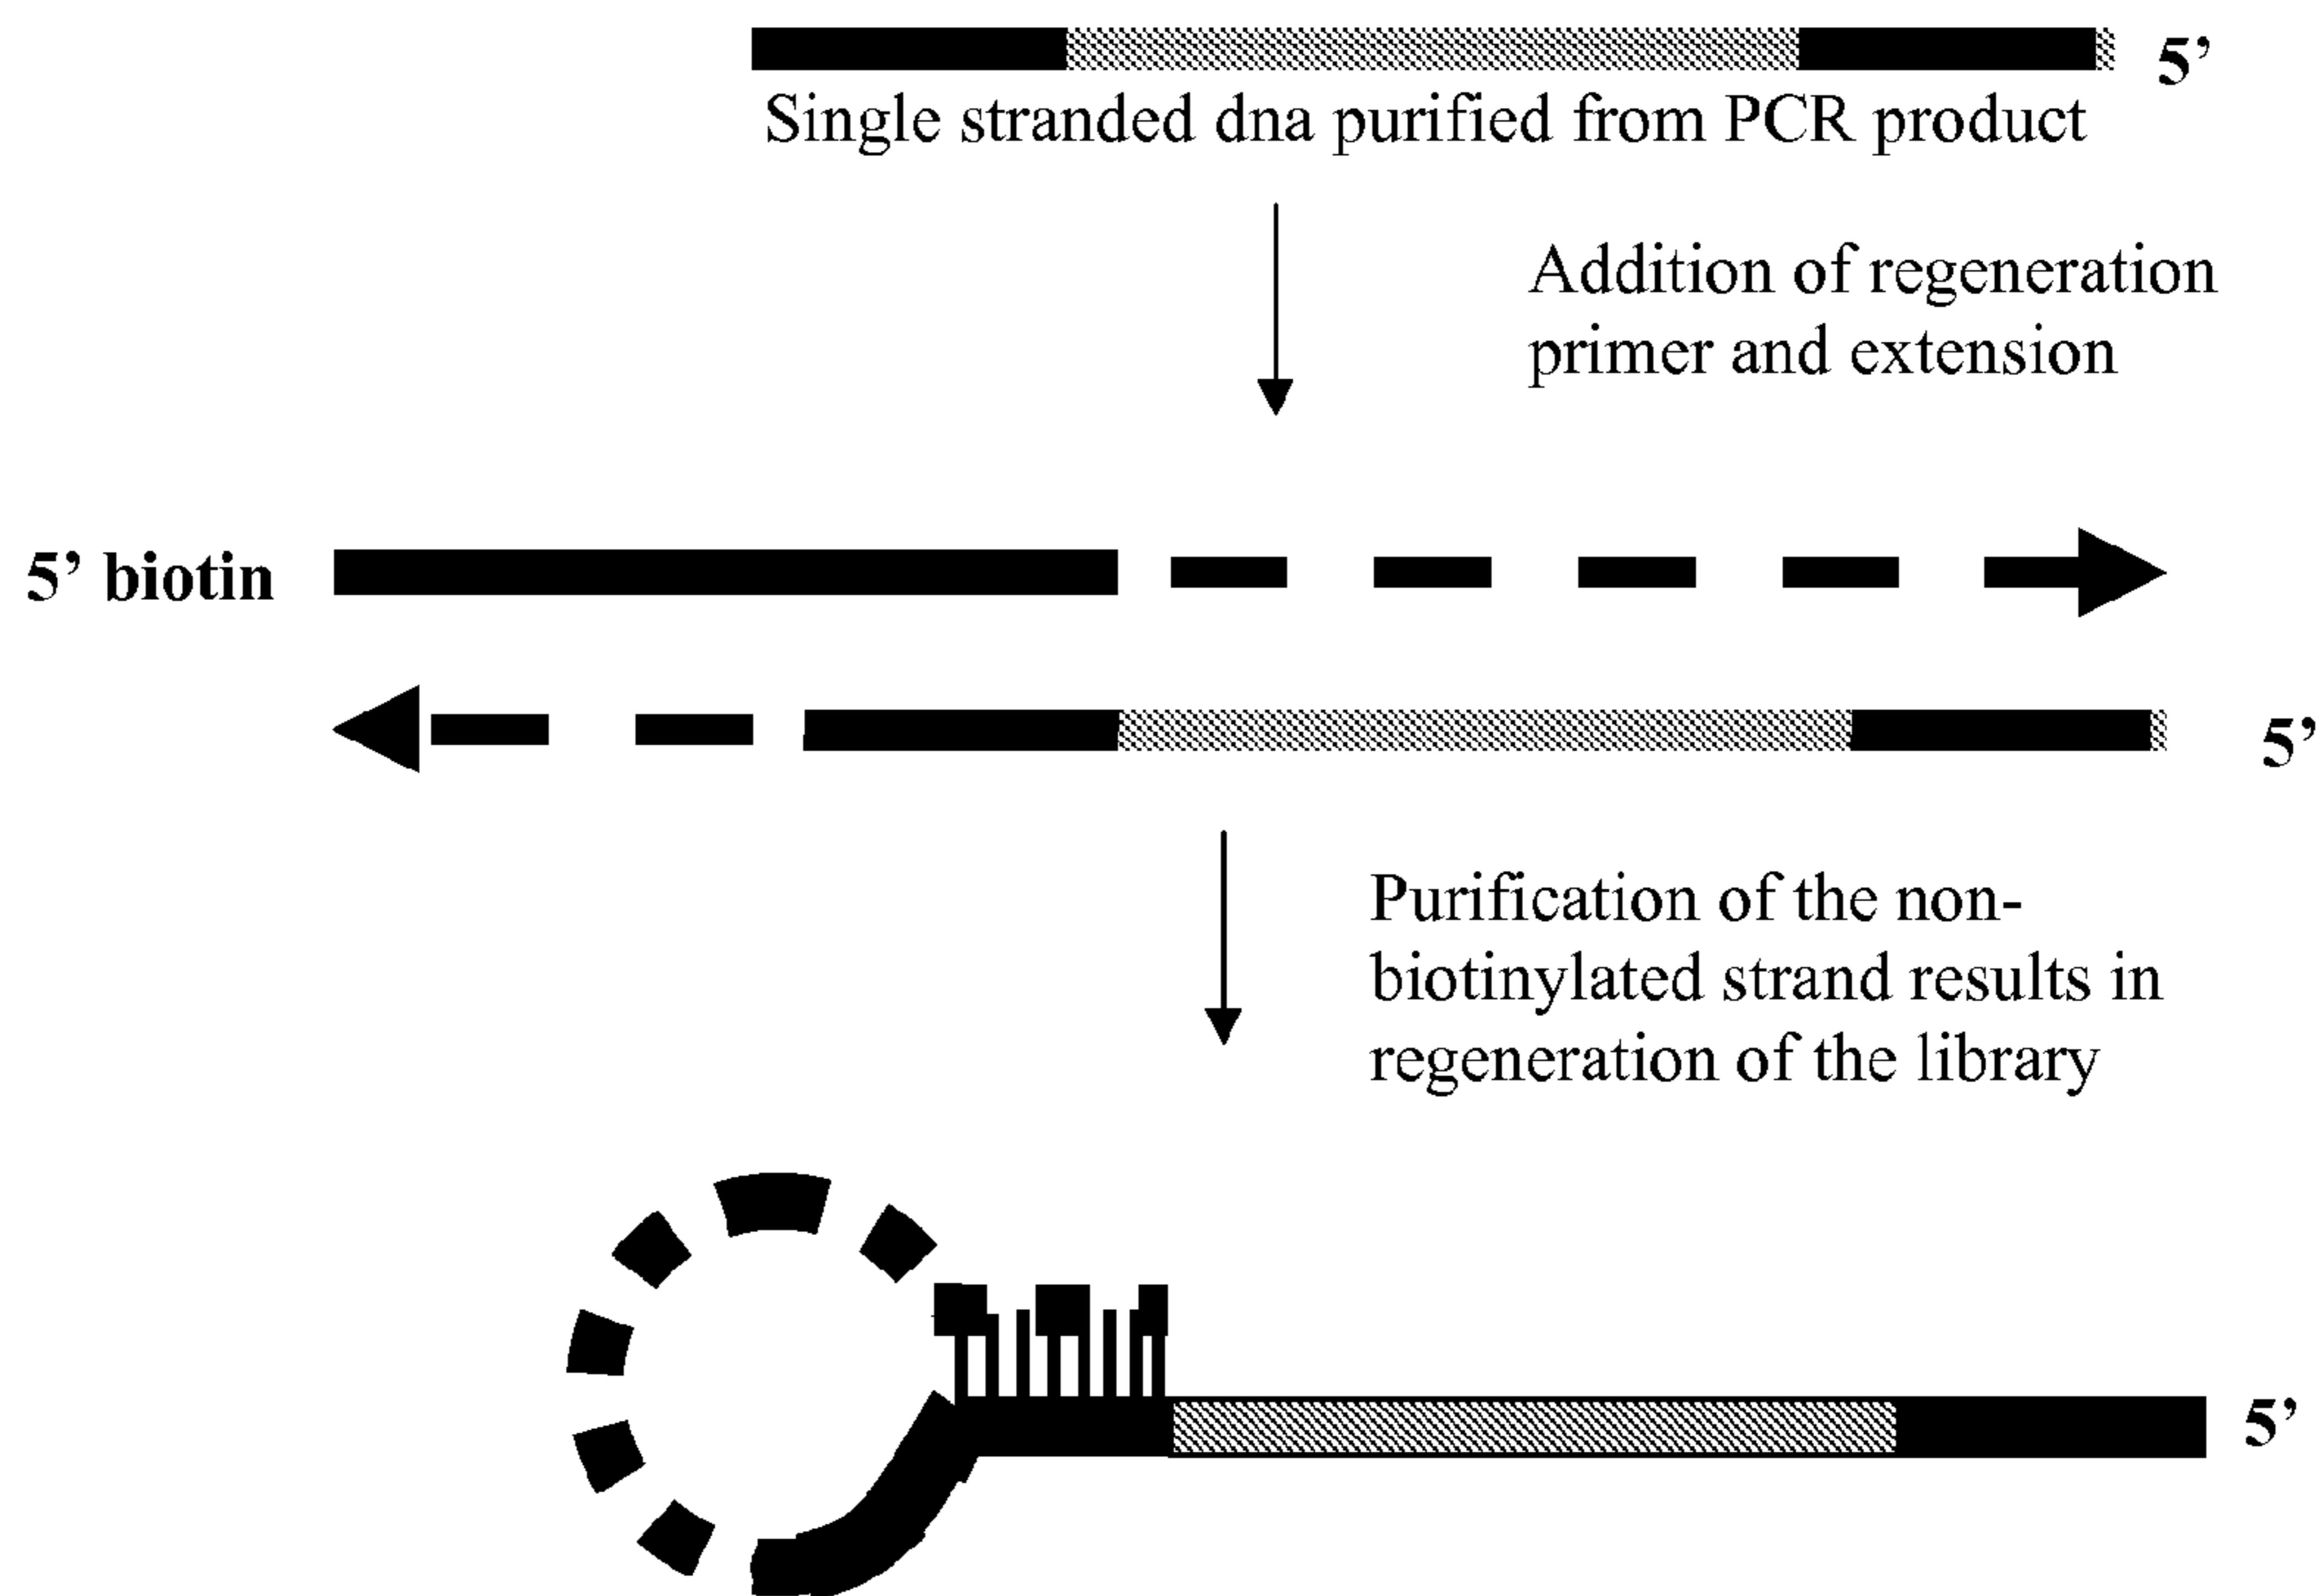 5’
Single stranded dna purified from PCR product
Addition of regeneration
primer and extension
5’ biotin
5’
Purification of the non-
biotinylated strand results in
regeneration of the library
5’